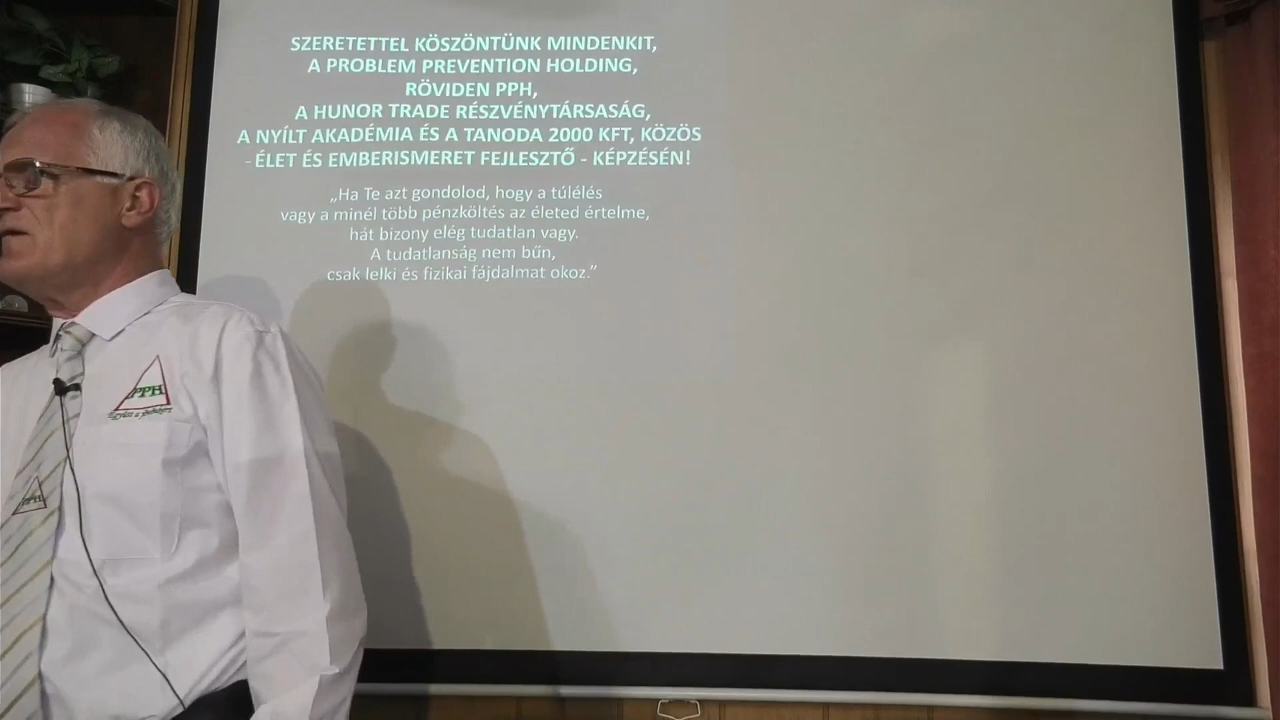 SZERETETTEL KÖSZÖNTÜNK MINDENKIT,
A PROBLEM PREVENTION HOLDING,
RÖVIDEN PPH,
A HUNOR TRADE RÉSZVÉNYTÁRSASÁG,
A NYÍLT AKADÉMIA ÉS A TANODA 2000 KFT, KÖZÖS
- ÉLET ÉS EMBERISMERET FEJLESZTŐ - KÉPZÉSÉN!
„Ha Te azt gondolod, hogy a túlélés
vagy a minél több pénzköltés az életed értelme,
hát bizony elég tudatlan vagy.
A tudatlanság nem bűn,
csak lelki és fizikai fájdalmat okoz.”
PPH
PPH